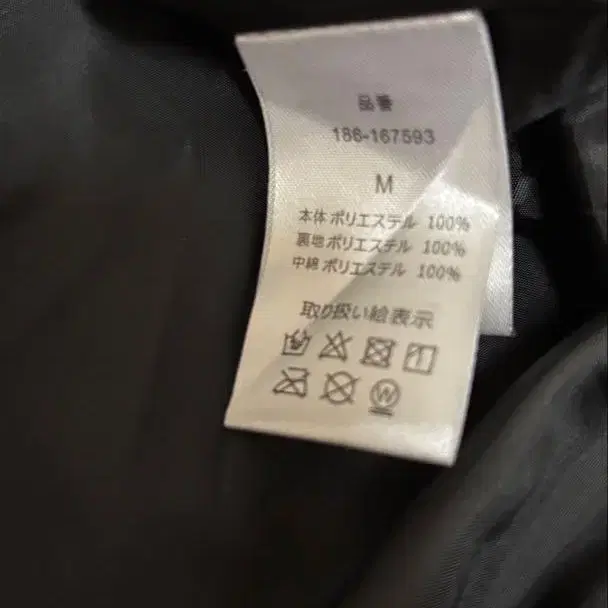 品番
186-167593
M
本体 ポリエステル 100%
裏地 ポリエステル 100%
中綿 ポリエステル 100%
取り扱い絵表示
W